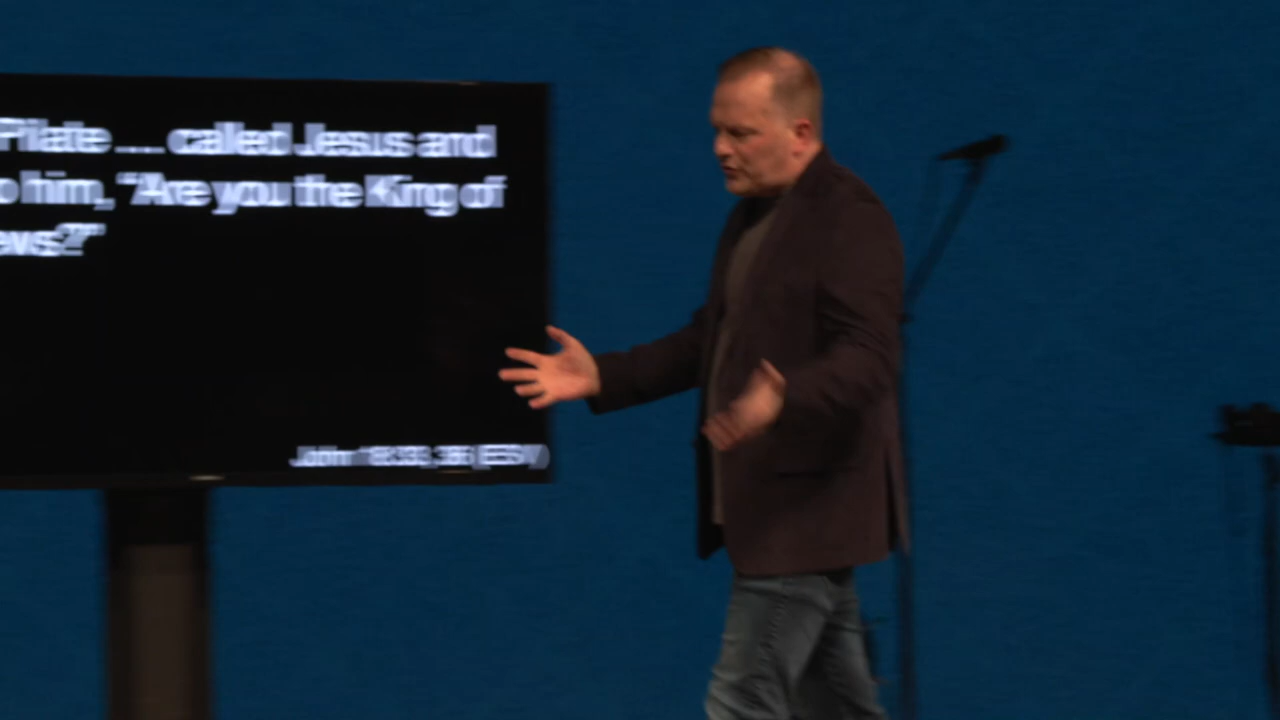 Pilate ... called Jesus and
him, "Are you the King of
John 18:33, 36 (ESV)